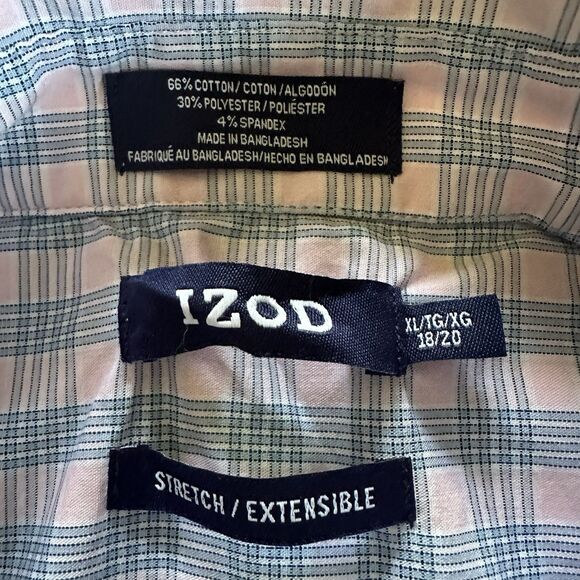 66% COTTON / COTON / ALGODÓN
30% POLYESTER / POLIÉSTER
4% SPANDEX
MADE IN BANGLADESH
FABRIQUÉ AU BANGLADESH/HECHO EN BANGLADESH
IZOD
XL/TG/XG
18/20
STRETCH / EXTENSIBLE